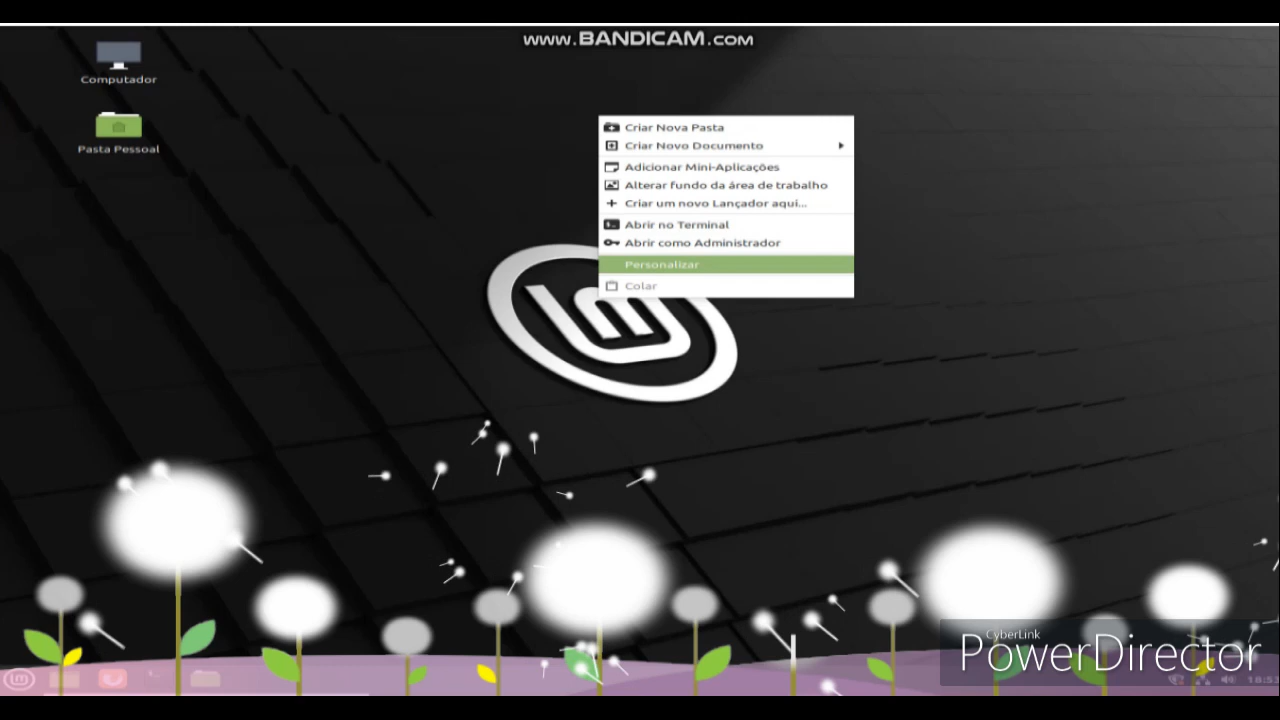 www.BANDICAM.com
Computador
Pasta Pessoal
Criar Nova Pasta
Criar Novo Documento
Adicionar Mini-Aplicações
Alterar fundo da área de trabalho
Criar um novo Lançador aqui...
Abrir no Terminal
Abrir como Administrador
Personalizar
Colar
CyberLink
PowerDirector